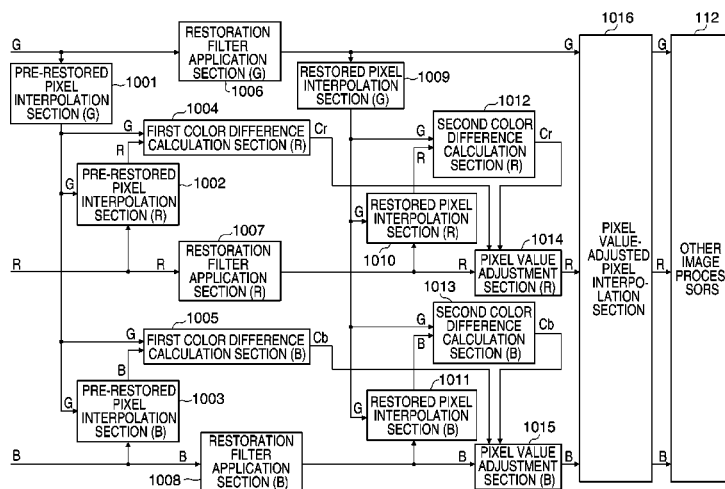 1016
112
G
RESTORATION
FILTER
APPLICATION
SECTION (G)
G
G
G
PRE-RESTORED
PIXEL
INTERPOLATION
SECTION (G)
1001
1006
RESTORED PIXEL
INTERPOLATION
SECTION (G)
1009
1004
G
FIRST COLOR DIFFERENCE
CALCULATION SECTION (R)
Cr
R
1012
G
SECOND COLOR
DIFFERENCE
CALCULATION
SECTION (R)
Cr
R
G
PRE-RESTORED
PIXEL
INTERPOLATION
SECTION (R)
1002
G
RESTORED PIXEL
INTERPOLATION
SECTION (R)
1010
1007
R
R
RESTORATION
FILTER
APPLICATION
SECTION (R)
1014
R
PIXEL VALUE
ADJUSTMENT
SECTION (R)
R
R
PIXEL
VALUE-
ADJUSTED
PIXEL
INTERPO-
LATION
SECTION
OTHER
IMAGE
PROCES-
SORS
1005
G
FIRST COLOR DIFFERENCE
CALCULATION SECTION (B)
Cb
B
1013
G
SECOND COLOR
DIFFERENCE
CALCULATION
SECTION (B)
Cb
B
G
PRE-RESTORED
PIXEL
INTERPOLATION
SECTION (B)
1003
1011
G
RESTORED PIXEL
INTERPOLATION
SECTION (B)
B
B
RESTORATION
FILTER
APPLICATION
SECTION (B)
1008
1015
B
PIXEL VALUE
ADJUSTMENT
SECTION (B)
B
B